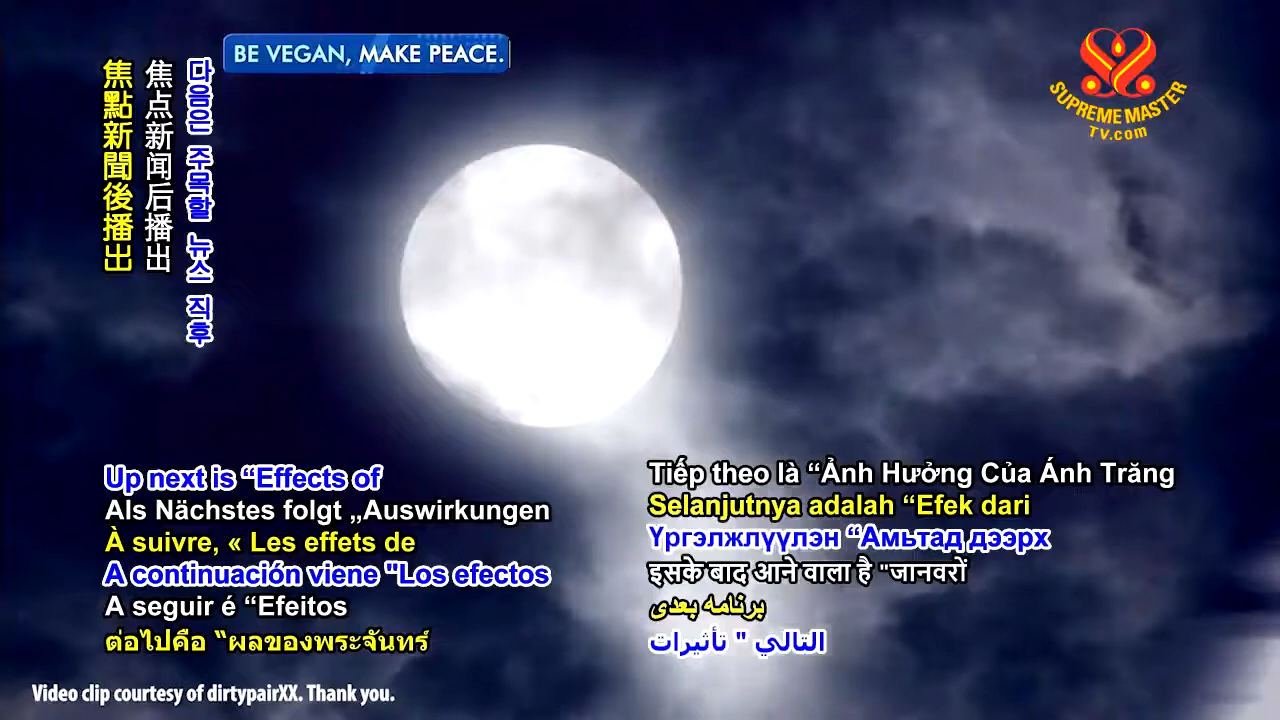 BE VEGAN, MAKE PEACE.
SUPREME MASTER
TV.com
焦點新聞後播出
焦点新闻后播出
다음은 주목할 뉴스 직후
Up next is “Effects of
Als Nächstes folgt „Auswirkungen
À suivre, « Les effets de
A continuación viene "Los efectos
A seguir é “Efeitos
ต่อไปคือ “ผลของพระจันทร์
Tiếp theo là “Ảnh Hưởng Của Ánh Trăng
Selanjutnya adalah “Efek dari
Үргэлжлүүлэн “Амьтад дээрх
इसके बाद आने वाला है "जानवरों
برنامه بعدی
التالي " تأثيرات
Video clip courtesy of dirtypairXX. Thank you.